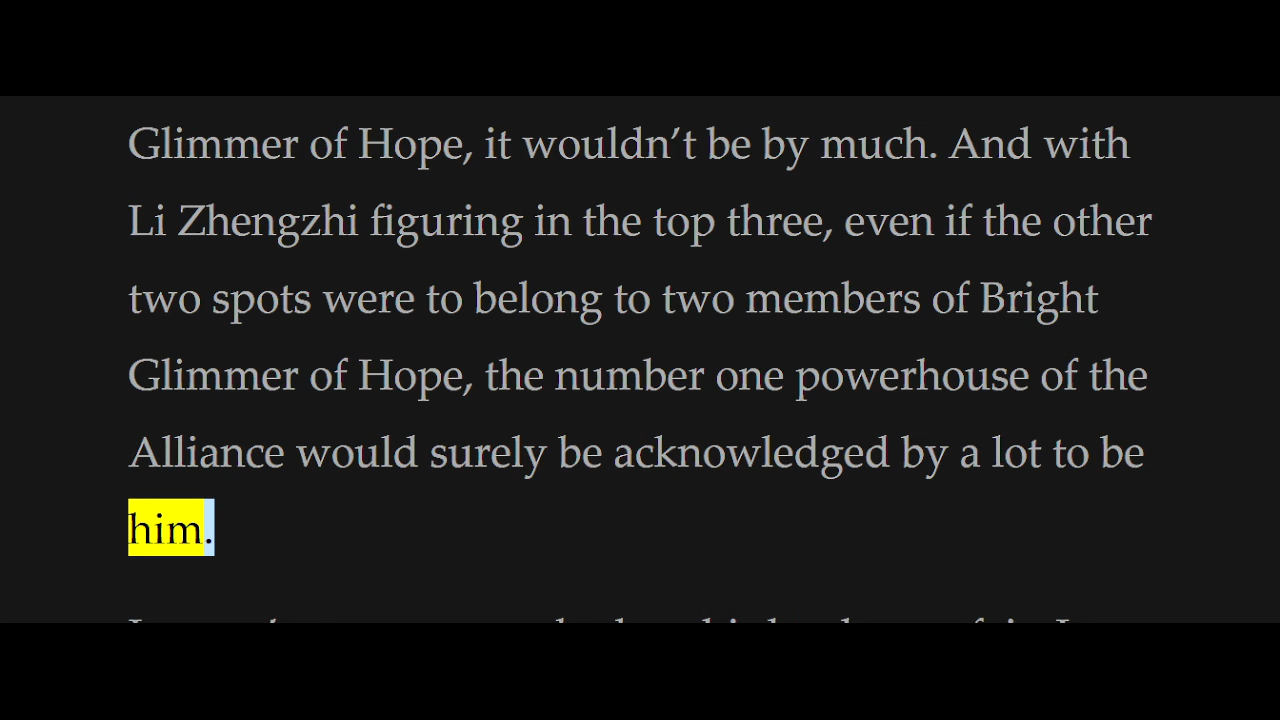 Glimmer of Hope, it wouldn’t be by much. And with
Li Zhengzhi figuring in the top three, even if the other
two spots were to belong to two members of Bright
Glimmer of Hope, the number one powerhouse of the
Alliance would surely be acknowledged by a lot to be
him.